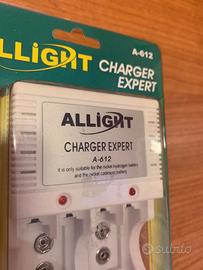 ALLiGHT
A-612
CHARGER
EXPERT
ALLiGHT
CHARGER EXPERT
A-612
it is only suitable for the nickel hydrogen battery
and the nickel cadmium battery
subito